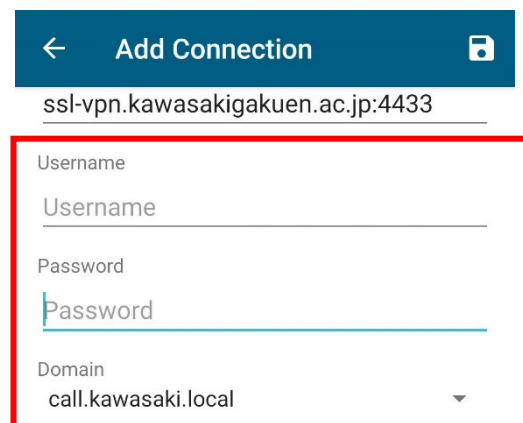 Add Connection
ssl-vpn.kawasakigakuen.ac.jp:4433
Username
Username
Password
Password
Domain
call.kawasaki.local